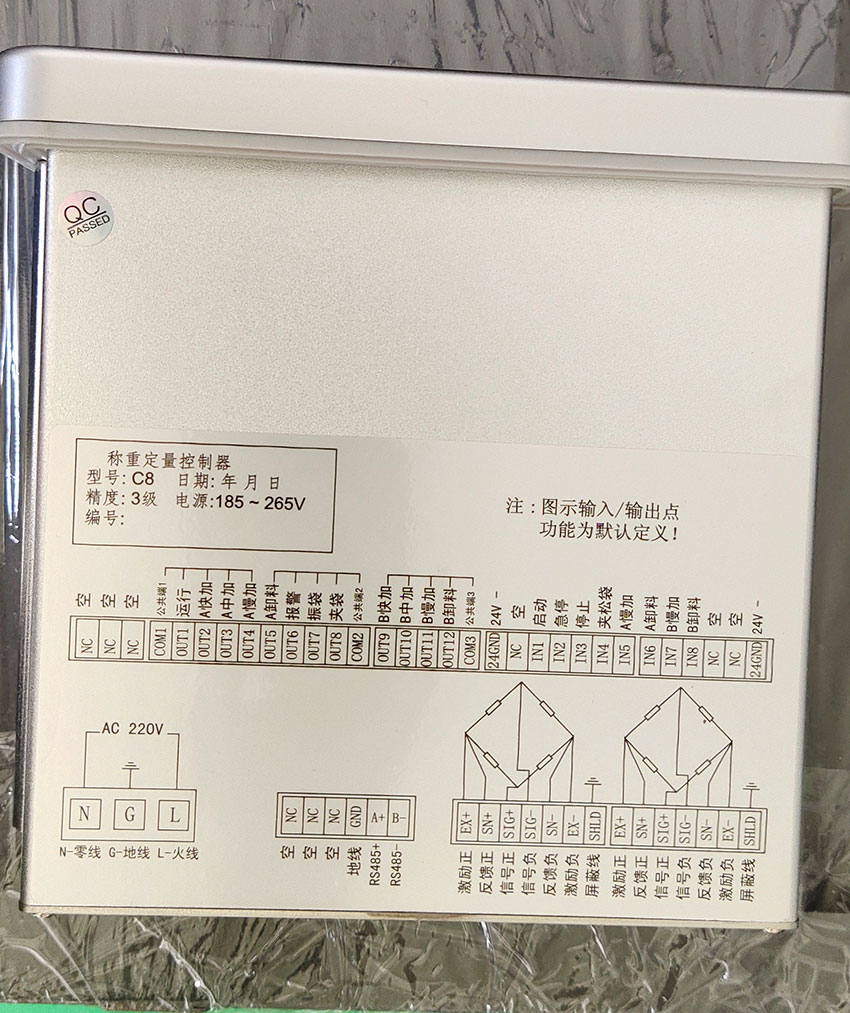 QC
PASSED
称重定量控制器
型号: C8 日期: 年 月 日
精度: 3级 电源:185~265V
编号:
注: 图示输入/输出点
功能为默认定义!
空 空 空 公共端1 运行 A快加 A中加 A慢加 A卸料 报警 振袋 夹袋 公共端2 B快加 B中加 B慢加 B卸料 公共端3 24V - 空 启动 急停 停止 夹松袋 A慢加 A卸料 B慢加 B卸料 空 空 24V -
NC NC NC COM1 OUT1 OUT2 OUT3 OUT4 OUT5 OUT6 OUT7 OUT8 COM2 OUT9 OUT10 OUT11 OUT12 COM3 24GND NC IN1 IN2 IN3 IN4 IN5 IN6 IN7 IN8 NC NC 24GND
AC 220V
N G L
N-零线 G-地线 L-火线
NC NC NC GND A+ B-
空 空 空 地线 RS485+ RS485-
EX+ SN+ SIG+ SIG- SN- EX- SHLD EX+ SN+ SIG+ SIG- SN- EX- SHLD
激励正 反馈正 信号正 信号负 反馈负 激励负 屏蔽线 激励正 反馈正 信号正 信号负 反馈负 激励负 屏蔽线